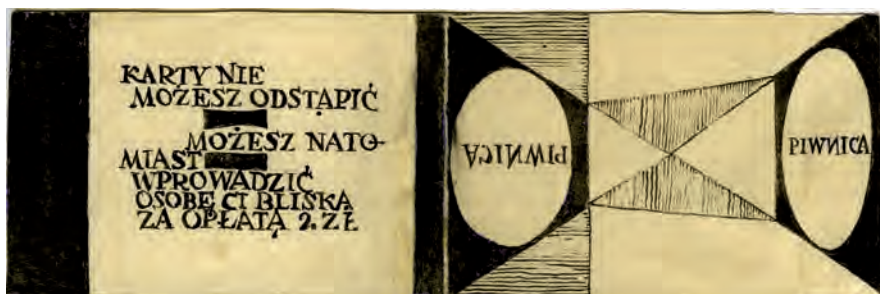 KARTY NIE
MOŻESZ ODSTĄPIĆ
MOŻESZ NATO-
MIAST
WPROWADZIĆ
OSOBĘ CI BLISKĄ
ZA OPŁATĄ 2. ZŁ
PIWNICA
PIWNICA